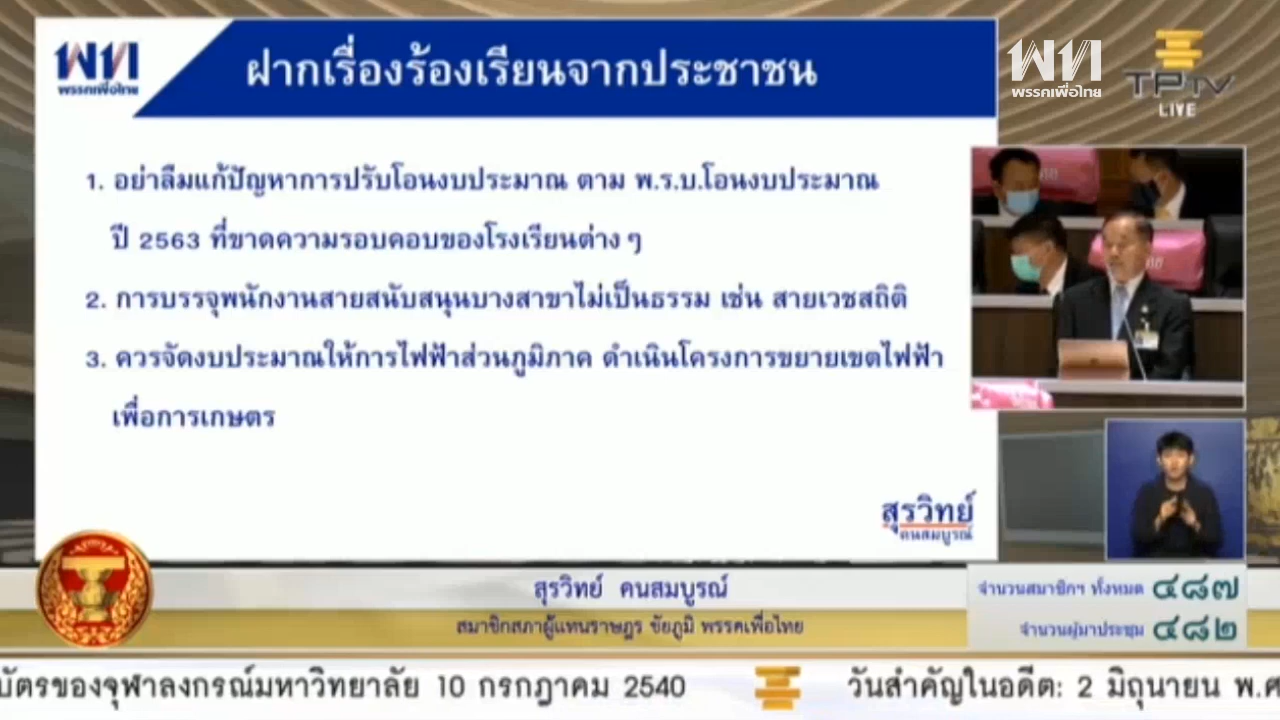 พท
พรรคเพื่อไทย
ฝากเรื่องร้องเรียนจากประชาชน
พท
พรรคเพื่อไทย
TPTV
LIVE
1. อย่าลืมแก้ปัญหาการปรับโอนงบประมาณ ตาม พ.ร.บ.โอนงบประมาณ
ปี 2563 ที่ขาดความรอบคอบของโรงเรียนต่าง ๆ
2. การบรรจุพนักงานสายสนับสนุนบางสาขาไม่เป็นธรรม เช่น สายเวชสถิติ
3. ควรจัดงบประมาณให้การไฟฟ้าส่วนภูมิภาค ดำเนินโครงการขยายเขตไฟฟ้า
เพื่อการเกษตร
สุรวิทย์
คนสมบูรณ์
สุรวิทย์ คนสมบูรณ์
สมาชิกสภาผู้แทนราษฎร ชัยภูมิ พรรคเพื่อไทย
จำนวนสมาชิกฯ ทั้งหมด ๔๘๗
จำนวนผู้มาประชุม ๔๘๒
บัตรของจุฬาลงกรณ์มหาวิทยาลัย 10 กรกฎาคม 2540
วันสำคัญในอดีต: 2 มิถุนายน พ.ศ